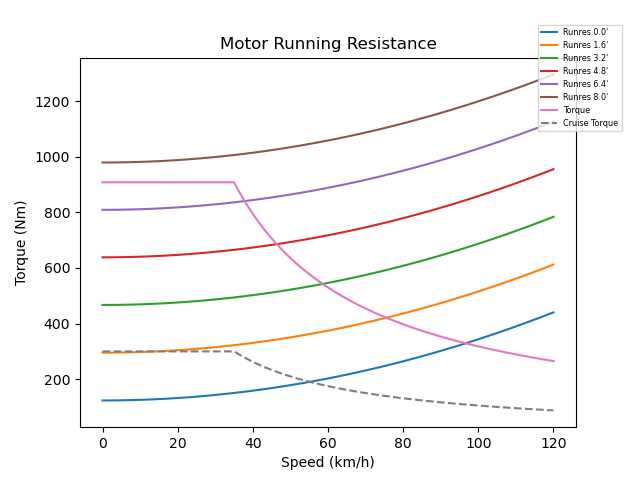 Motor Running Resistance
Runres 0.0'
Runres 1.6'
Runres 3.2'
Runres 4.8'
Runres 6.4'
Runres 8.0'
Torque
Cruise Torque
1200
1000
800
600
400
200
Torque (Nm)
0 20 40 60 80 100 120
Speed (km/h)